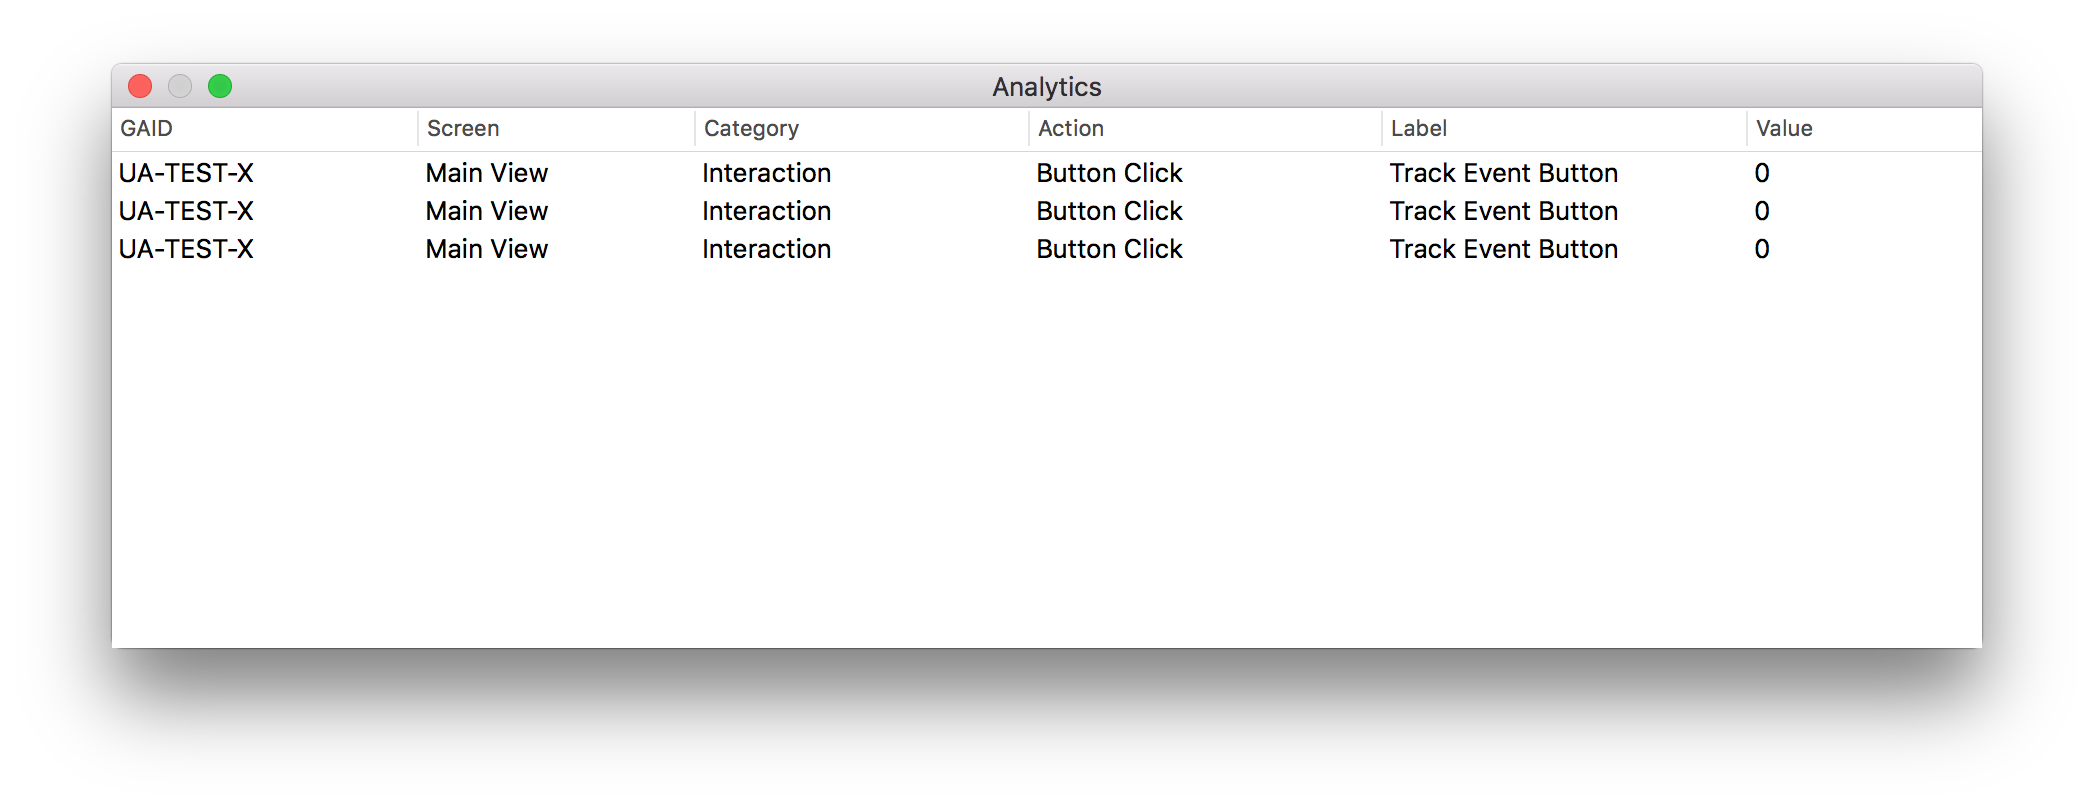 Analytics
GAID Screen Category Action Label Value
UA-TEST-X Main View Interaction Button Click Track Event Button 0
UA-TEST-X Main View Interaction Button Click Track Event Button 0
UA-TEST-X Main View Interaction Button Click Track Event Button 0